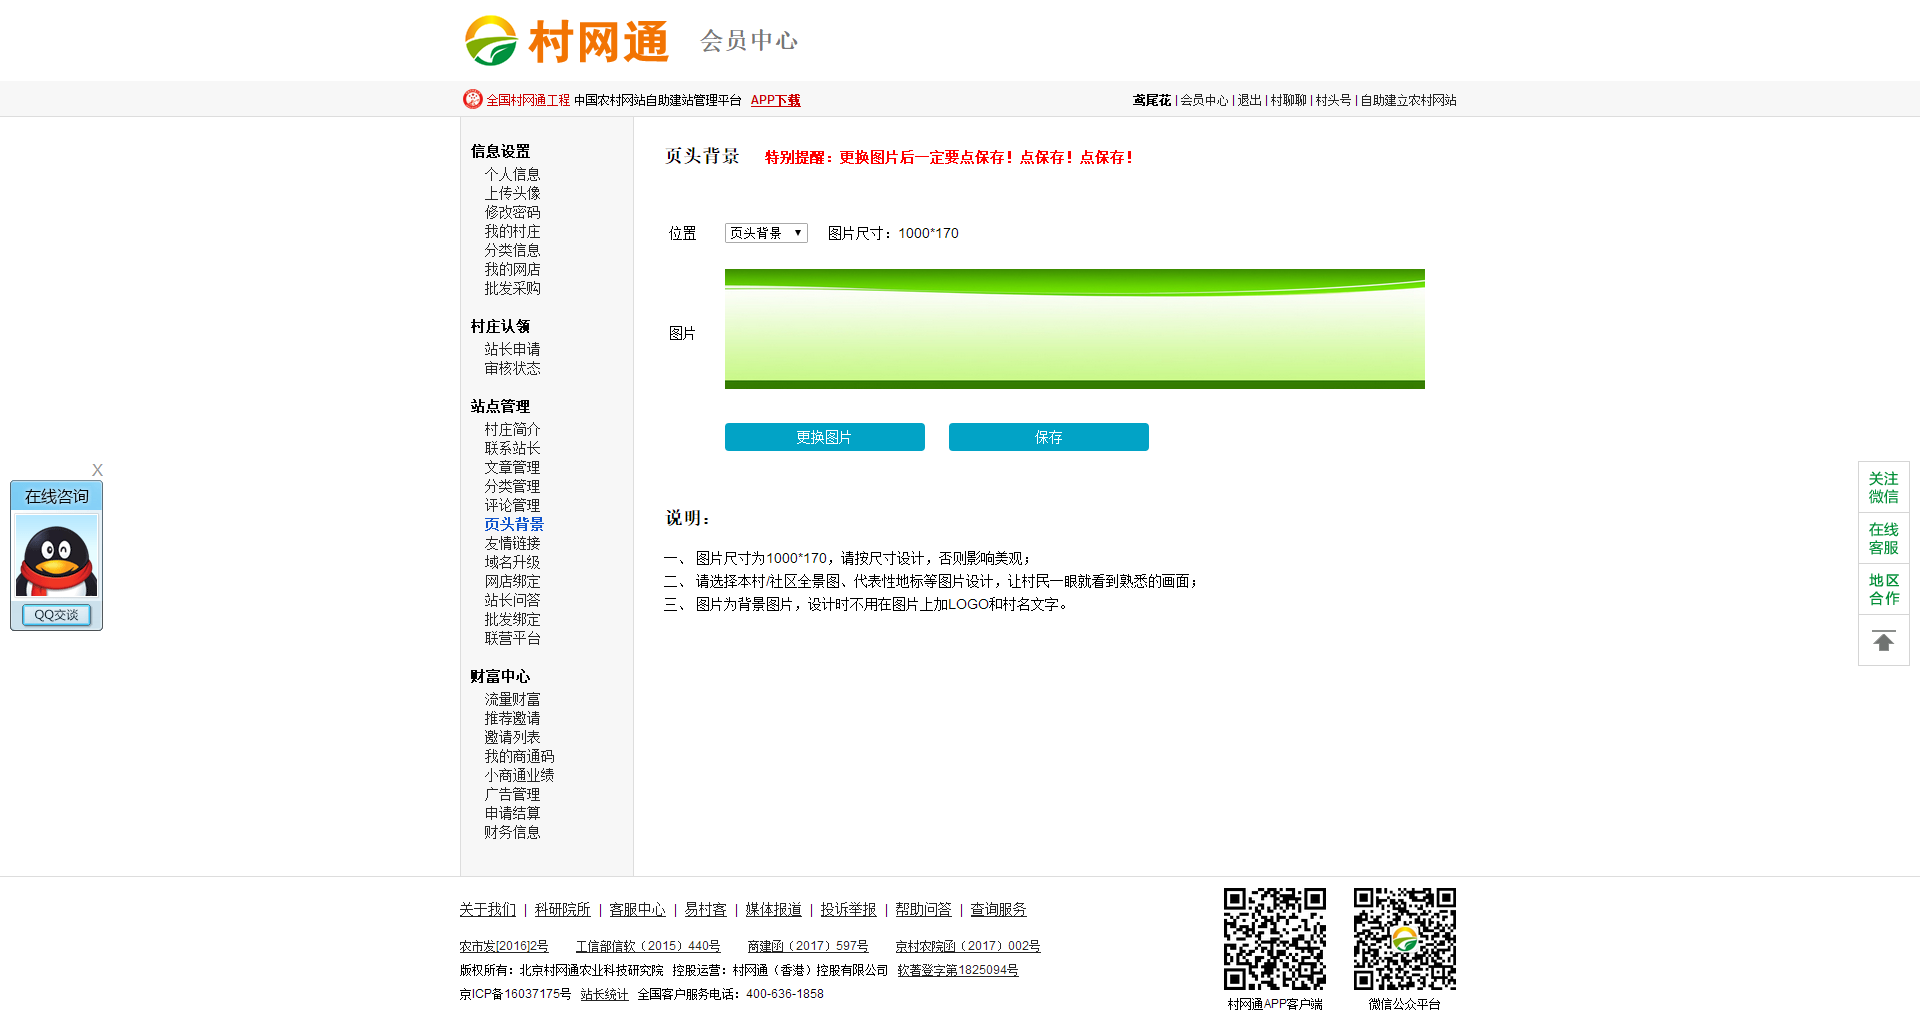 村网通 会员中心
全国村网通工程 中国农村网站自助建站管理平台 APP下载
鸢尾花 | 会员中心 | 退出 | 村聊聊 | 村头号 | 自助建立农村网站
信息设置
个人信息
上传头像
修改密码
我的村庄
分类信息
我的网店
批发采购
村庄认领
站长申请
审核状态
站点管理
村庄简介
联系站长
文章管理
分类管理
评论管理
页头背景
友情链接
域名升级
网店绑定
站长问答
批发绑定
联营平台
财富中心
流量财富
推荐邀请
邀请列表
我的商通码
小商通业绩
广告管理
申请结算
财务信息
页头背景 特别提醒：更换图片后一定要点保存！点保存！点保存！
位置 页头背景 ▼ 图片尺寸：1000*170
图片
更换图片 保存
说明：
一、 图片尺寸为1000*170，请按尺寸设计，否则影响美观；
二、 请选择本村/社区全景图、代表性地标等图片设计，让村民一眼就看到熟悉的画面；
三、 图片为背景图片，设计时不用在图片上加LOGO和村名文字。
X
在线咨询
QQ交谈
关注
微信
在线
客服
地区
合作
关于我们 | 科研院所 | 客服中心 | 易村客 | 媒体报道 | 投诉举报 | 帮助问答 | 查询服务
农市发[2016]2号 工信部信软（2015）440号 商建函（2017）597号 京村农院函（2017）002号
版权所有：北京村网通农业科技研究院 控股运营：村网通（香港）控股有限公司 软著登字第1825094号
京ICP备16037175号 站长统计 全国客户服务电话：400-636-1858
村网通APP客户端
微信公众平台